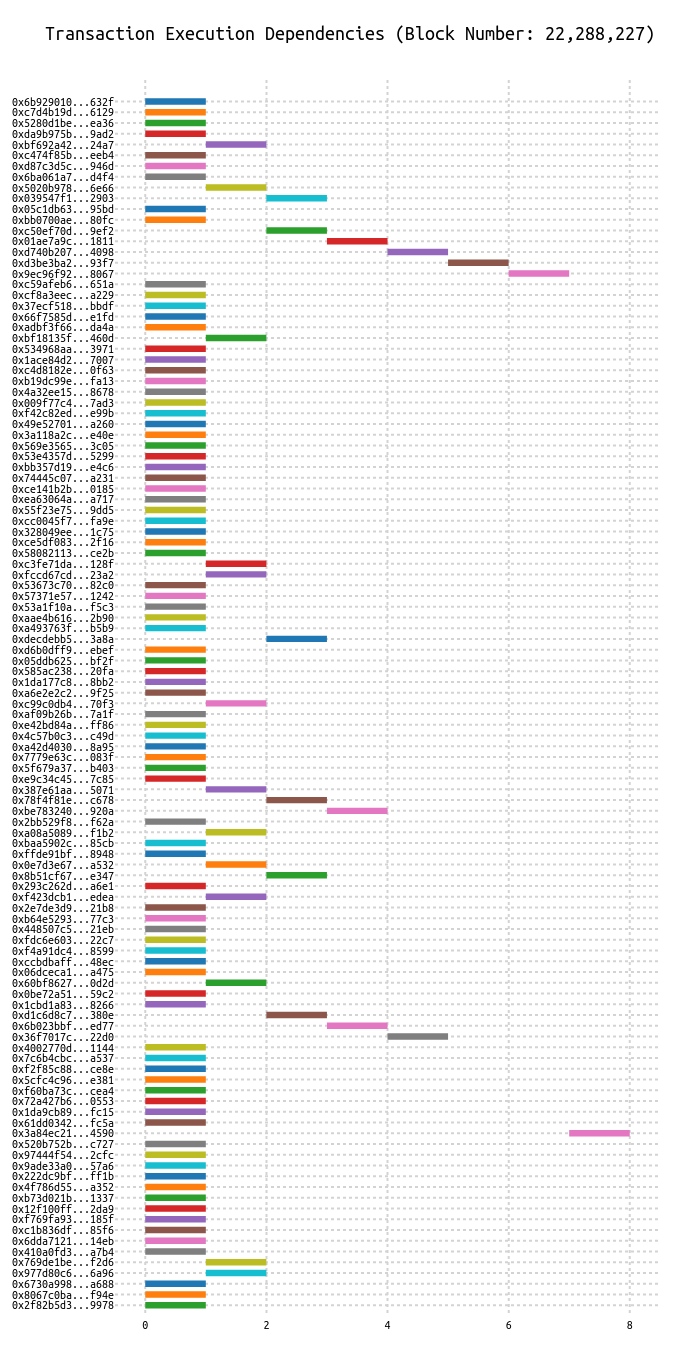 Transaction Execution Dependencies (Block Number: 22,288,227)
0x6b929010...632f
0xc7d4b19d...6129
0x5280d1be...ea36
0xda9b975b...9ad2
0xbf692a42...24a7
0xc474f85b...eeb4
0xd87c3d5c...946d
0x6ba061a7...d4f4
0x5020b978...6e66
0x039547f1...2903
0x05c1db63...95bd
0xbb0700ae...80fc
0xc50ef70d...9ef2
0x01ae7a9c...1811
0xd740b207...4098
0xd3be3ba2...93f7
0x9ec96f92...8067
0xc59afeb6...651a
0xcf8a3eec...a229
0x37ecf518...bbdf
0x66f7585d...e1fd
0xadbf3f66...da4a
0xbf18135f...460d
0x534968aa...3971
0x1ace84d2...7007
0xc4d8182e...0f63
0xb19dc99e...fa13
0x4a32ee15...8678
0x009f77c4...7ad3
0xf42c82ed...e99b
0x49e52701...a260
0x3a118a2c...e40e
0x569e3565...3c05
0x53e4357d...5299
0xbb357d19...e4c6
0x74445c07...a231
0xce141b2b...0185
0xea63064a...a717
0x55f23e75...9dd5
0xcc0045f7...fa9e
0x328049ee...1c75
0xce5df083...2f16
0x58082113...ce2b
0xc3fe71da...128f
0xfccd67cd...23a2
0x53673c70...82c0
0x57371e57...1242
0x53a1f10a...f5c3
0xaae4b616...2b90
0xa493763f...b5b9
0xdecdebb5...3a8a
0xd6b0dff9...ebef
0x05ddb625...bf2f
0x585ac238...20fa
0x1da177c8...8bb2
0xa6e2e2c2...9f25
0xc99c0db4...70f3
0xaf09b26b...7a1f
0xe42bd84a...ff86
0x4c57b0c3...c49d
0xa42d4030...8a95
0x7779e63c...083f
0x5f679a37...b403
0xe9c34c45...7c85
0x387e61aa...5071
0x78f4f81e...c678
0xbe783240...920a
0x2bb529f8...f62a
0xa08a5089...f1b2
0xbaa5902c...85cb
0xffde91bf...8948
0x0e7d3e67...a532
0x8b51cf67...e347
0x293c262d...a6e1
0xf423dcb1...edea
0x2e7de3d9...21b8
0xb64e5293...77c3
0x448507c5...21eb
0xfdc6e603...22c7
0xf4a91dc4...8599
0xccbdbaff...48ec
0x06dceca1...a475
0x60bf8627...0d2d
0x0be72a51...59c2
0x1cbd1a83...8266
0xd1c6d8c7...380e
0x6b023bbf...ed77
0x36f7017c...22d0
0x4002770d...1144
0x7c6b4cbc...a537
0xf2f85c88...ce8e
0x5cfc4c96...e381
0xf60ba73c...cea4
0x72a427b6...0553
0x1da9cb89...fc15
0x61dd0342...fc5a
0x3a84ec21...4590
0x520b752b...c727
0x97444f54...2cfc
0x9ade33a0...57a6
0x222dc9bf...ff1b
0x4f786d55...a352
0xb73d021b...1337
0x12f100ff...2da9
0xf769fa93...185f
0xc1b836df...85f6
0x6dda7121...14eb
0x410a0fd3...a7b4
0x769de1be...f2d6
0x977d80c6...6a96
0x6730a998...a688
0x8067c0ba...f94e
0x2f82b5d3...9978
0 2 4 6 8